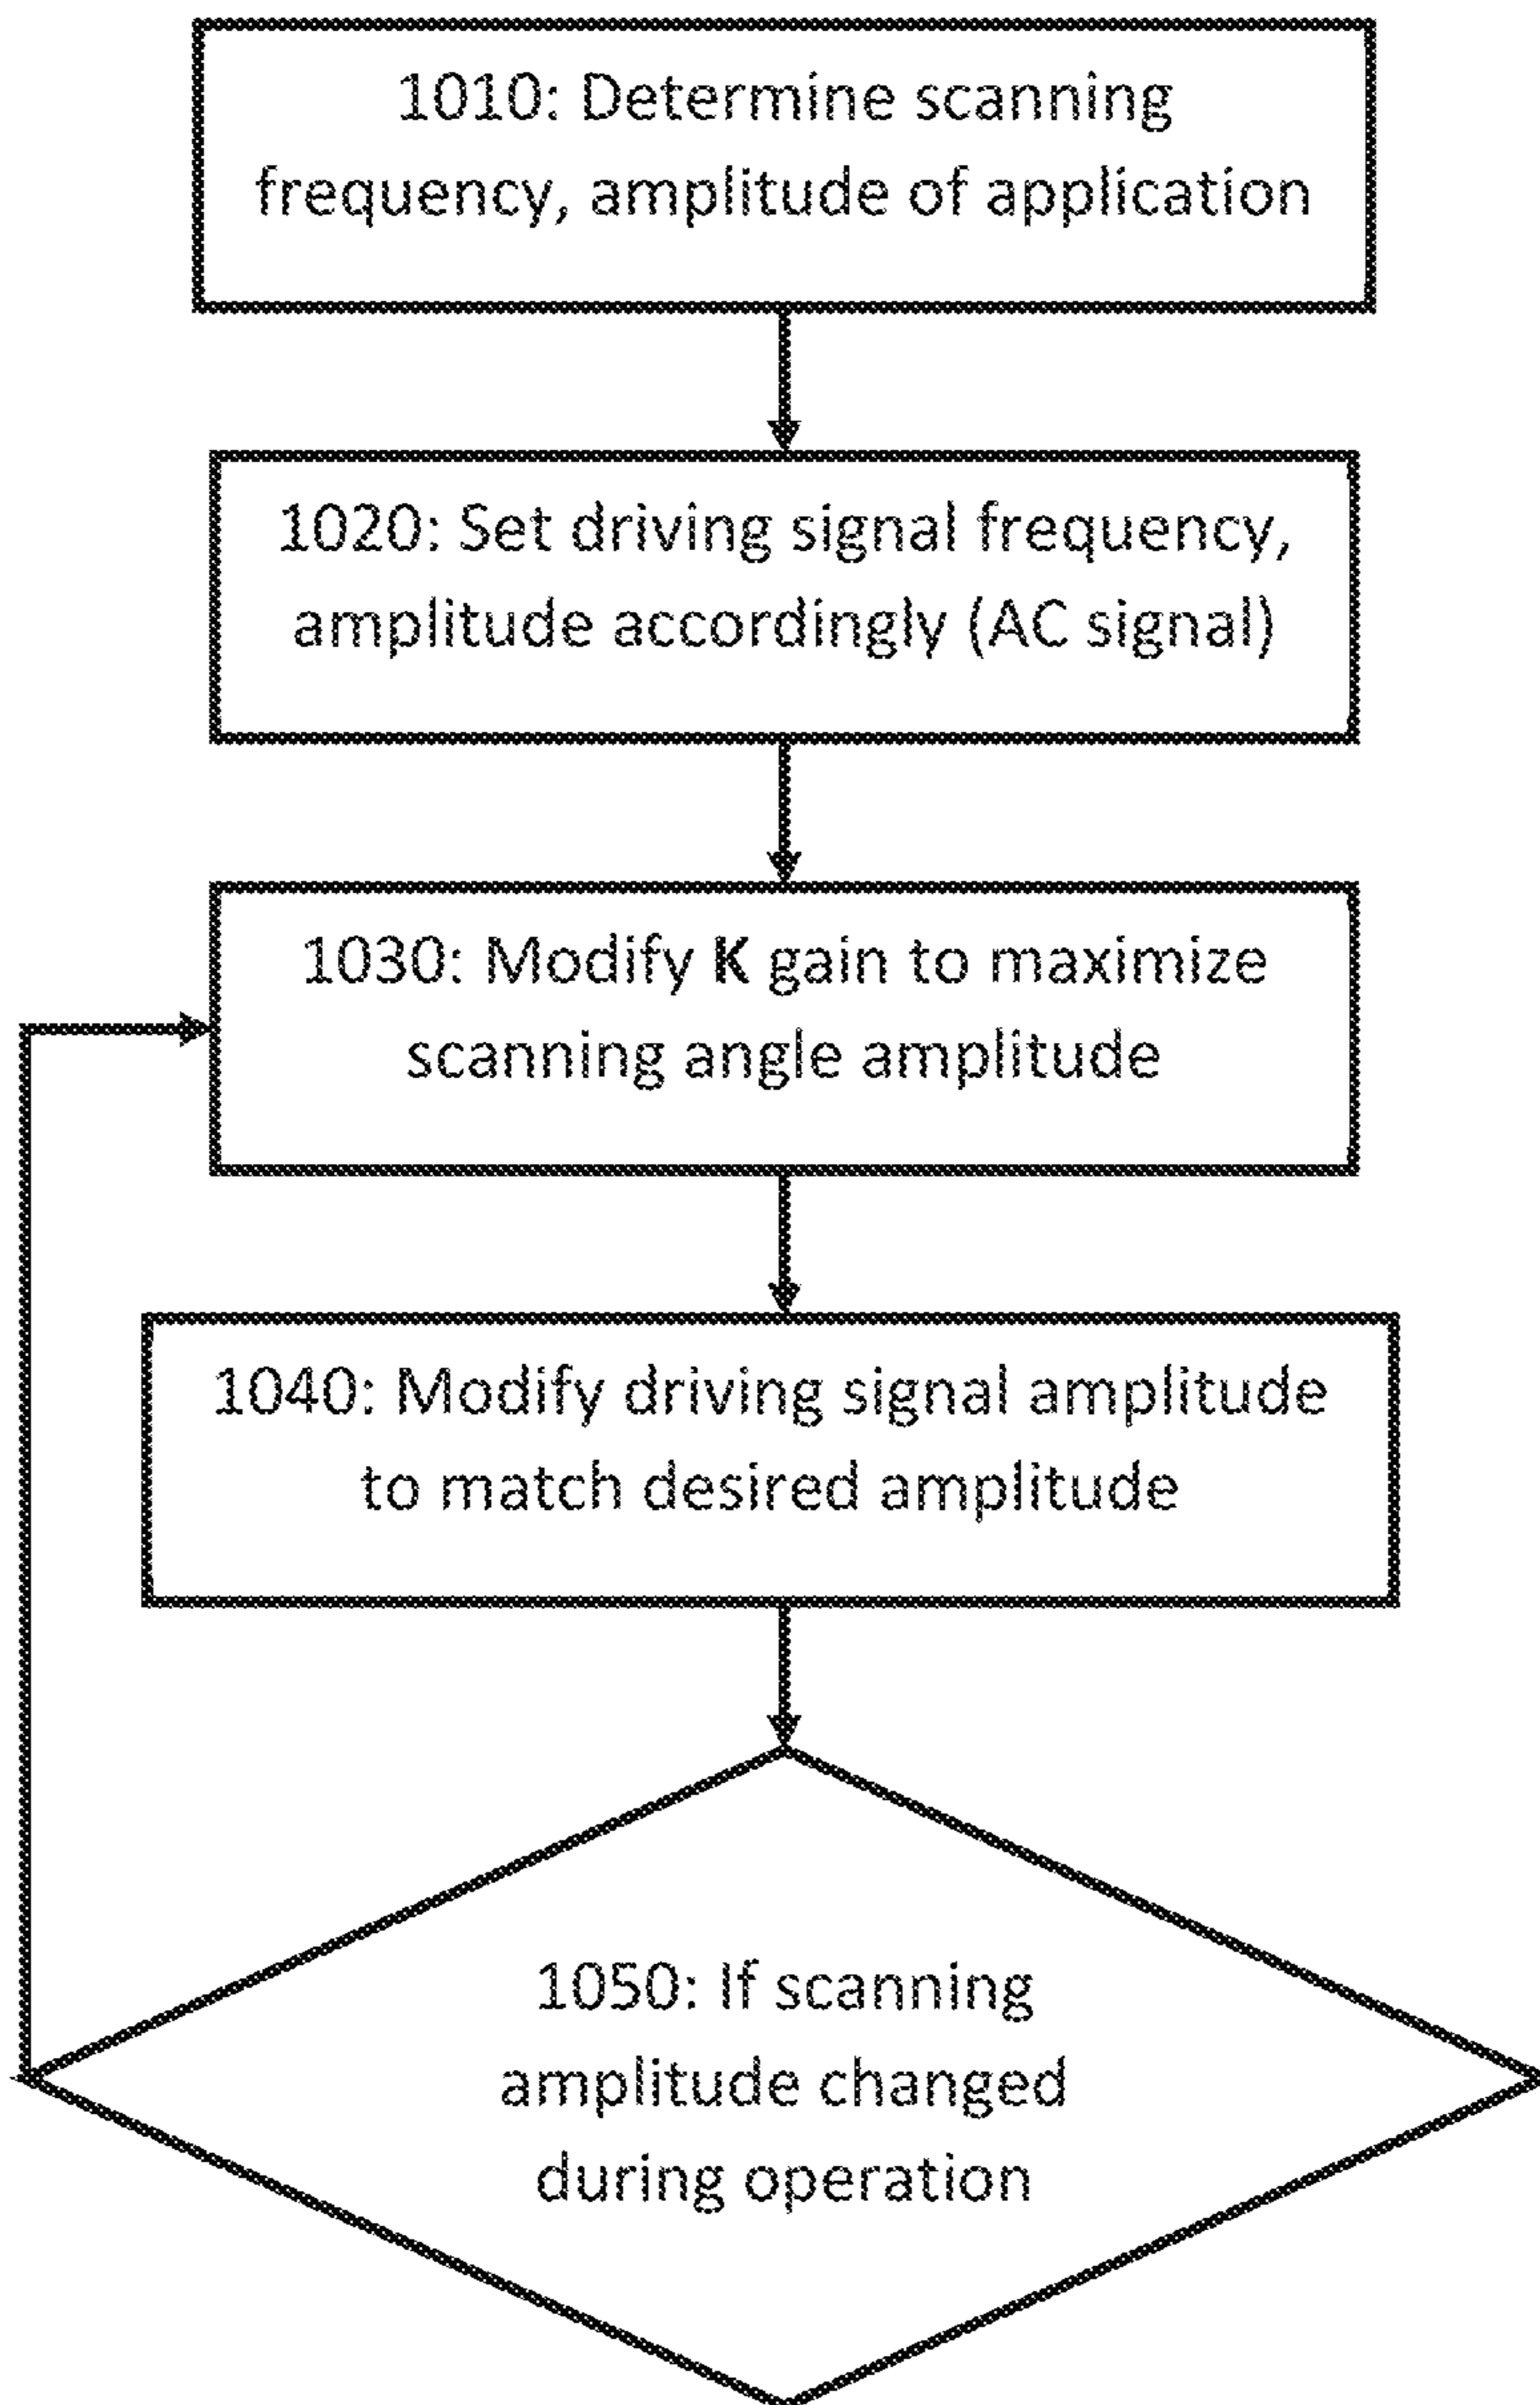 1010: Determine scanning
frequency, amplitude of application
1020: Set driving signal frequency,
amplitude accordingly (AC signal)
1030: Modify K gain to maximize
scanning angle amplitude
1040: Modify driving signal amplitude
to match desired amplitude
1050: If scanning
amplitude changed
during operation